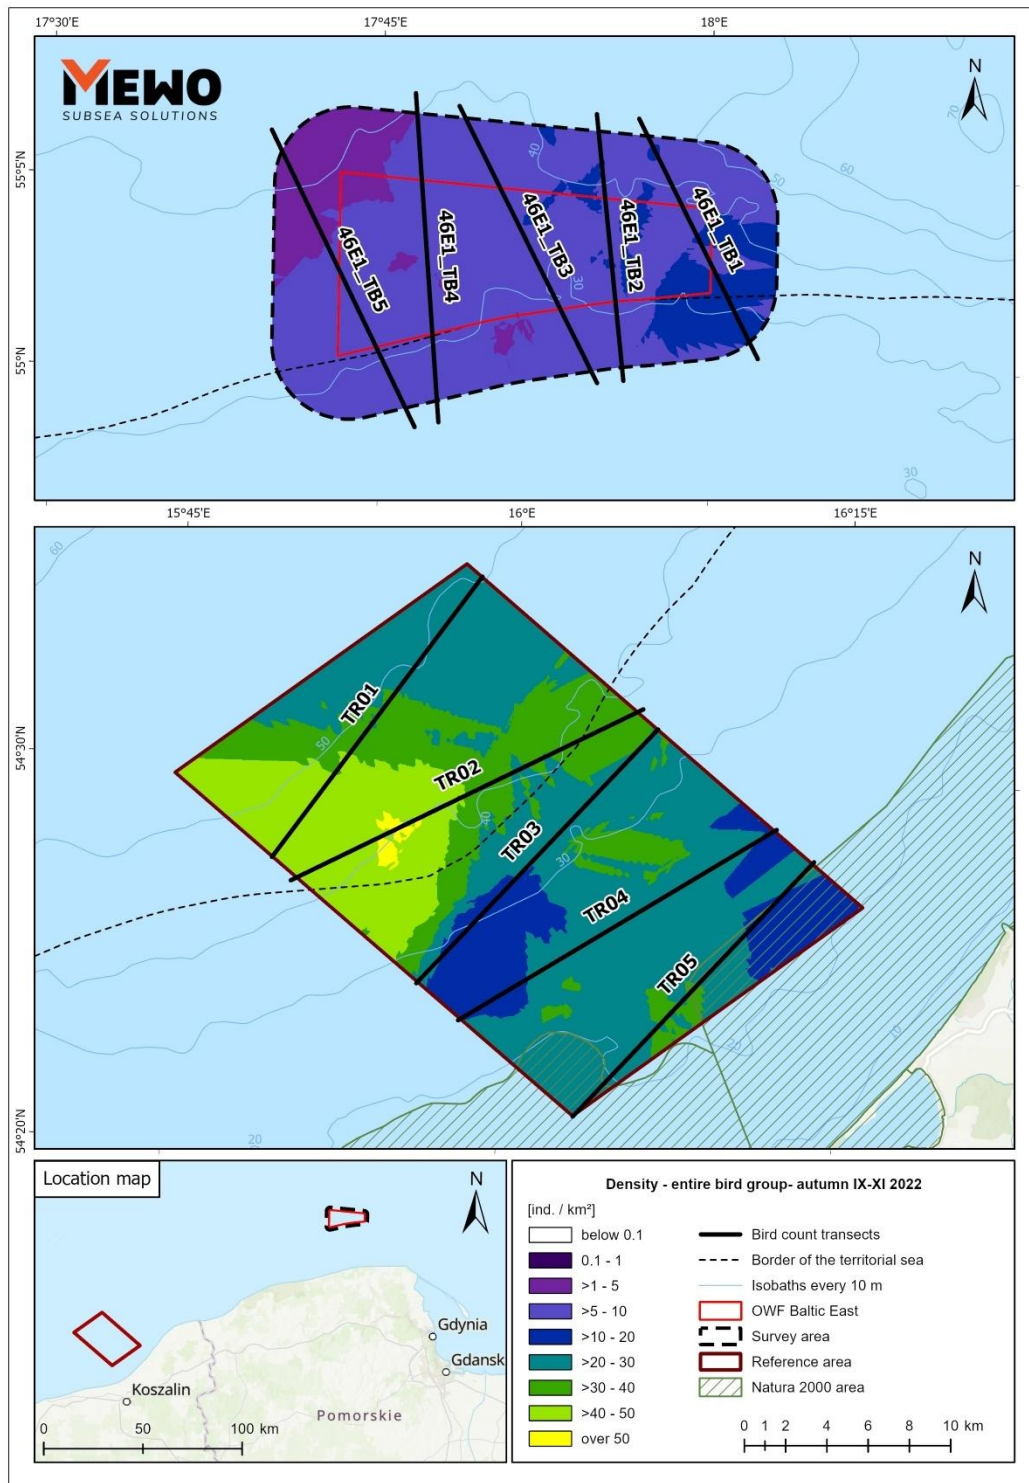 17°30'E 17°45'E 18°E
MEWO
SUBSEA SOLUTIONS
N
70
60
50
40
55°5'N
46E1_TB1
46E1_TB2
46E1_TB3
46E1_TB4
46E1_TB5
30
55°N
30
15°45'E 16°E 16°15'E
60
N
TR01
50
54°30'N
TR02
40
TR03
30
TR04
TR05
10
20
20
54°20'N
Location map
N
Gdynia
Gdansk
Koszalin
Pomorskie
0 50 100 km
Density - entire bird group- autumn IX-XI 2022
[ind. / km²]
below 0.1
0.1 - 1
>1 - 5
>5 - 10
>10 - 20
>20 - 30
>30 - 40
>40 - 50
over 50
Bird count transects
Border of the territorial sea
Isobaths every 10 m
OWF Baltic East
Survey area
Reference area
Natura 2000 area
0 1 2 4 6 8 10 km